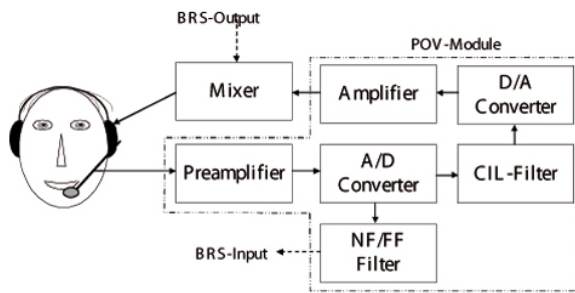 BRS-Output
POV-Module
Mixer
Amplifier
D/A
Converter
Preamplifier
A/D
Converter
CIL-Filter
BRS-Input
NF/FF
Filter